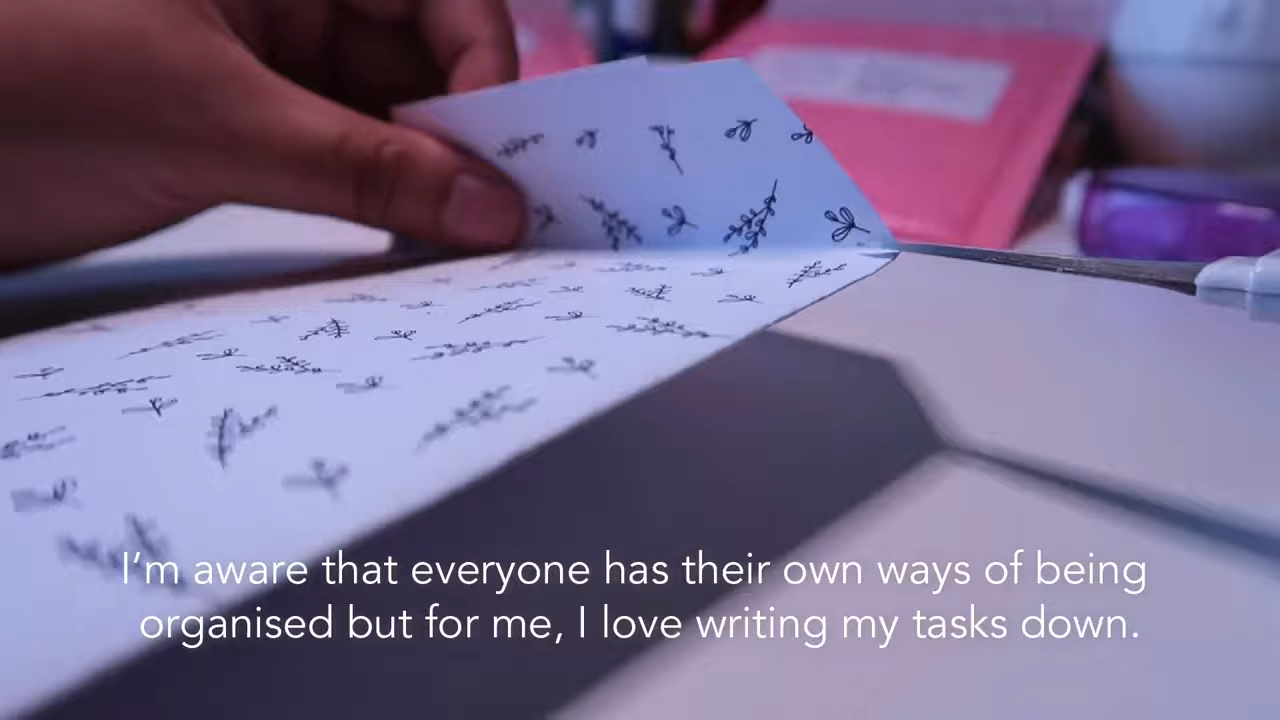 I'm aware that everyone has their own ways of being
organised but for me, I love writing my tasks down.